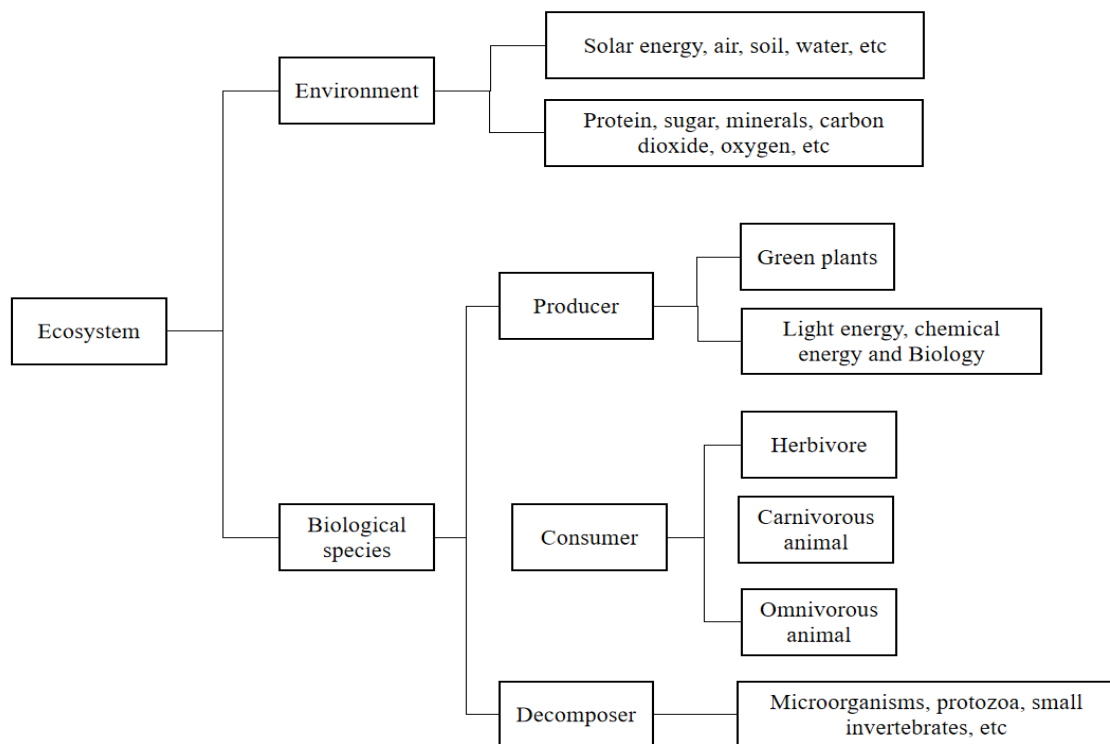 Solar energy, air, soil, water, etc
Environment
Protein, sugar, minerals, carbon
dioxide, oxygen, etc
Green plants
Producer
Ecosystem
Light energy, chemical
energy and Biology
Herbivore
Biological
species
Consumer
Carnivorous
animal
Omnivorous
animal
Decomposer
Microorganisms, protozoa, small
invertebrates, etc